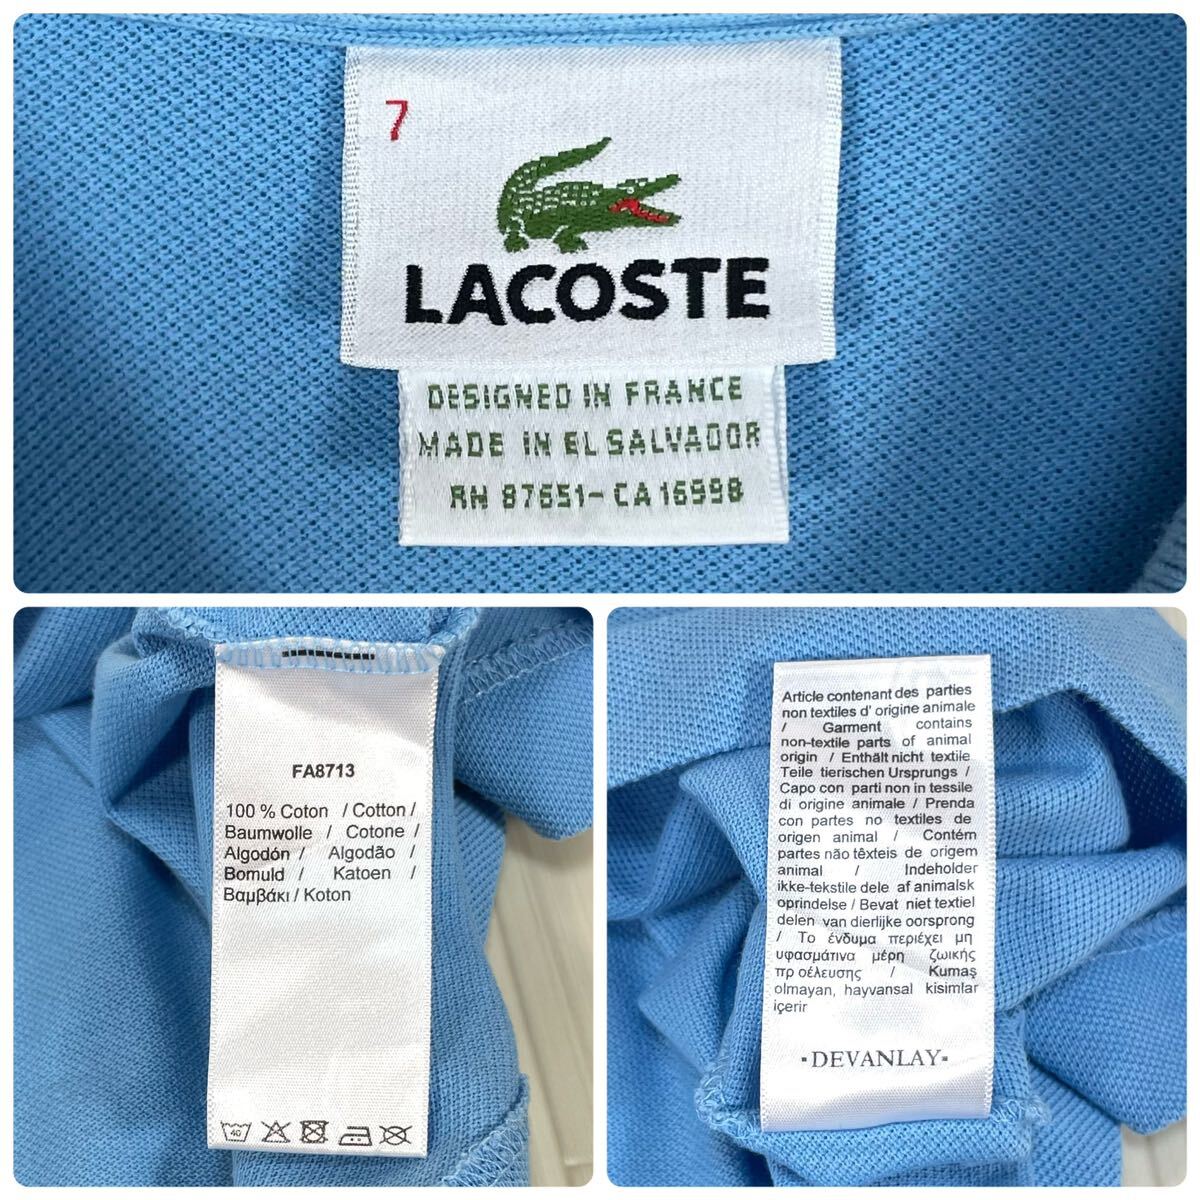 7
LACOSTE
DESIGNED IN FRANCE
MADE IN EL SALVADOR
RN 87651-CA 16998
FA8713
100 % Coton / Cotton /
Baumwolle / Cotone /
Algodón / Algodão /
Bomuld / Katoen /
Βαμβάκι / Koton
40
Article contenant des parties
non textiles d' origine animale
/ Garment contains
non-textile parts of animal
origin / Enthält nicht textile
Teile tierischen Ursprungs /
Capo con parti non in tessile
di origine animale / Prenda
con partes no textiles de
origen animal / Contém
partes não têxteis de origem
animal / Indeholder
ikke-tekstile dele af animalsk
oprindelse / Bevat niet textiel
delen van dierlijke oorsprong
/ Το ένδυμα περιέχει μη
υφασμάτινα μέρη ζωικής
πρ οέλευσης / Kumaş
olmayan, hayvansal kisimlar
içerir
·DEVANLAY·